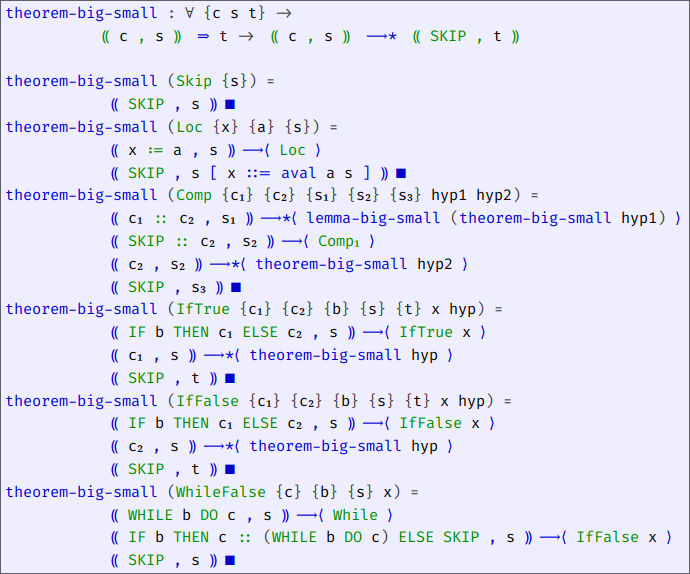 theorem-big-small : ∀ {c s t} →
⟪ c , s ⟫ ⇒ t → ⟪ c , s ⟫ ⟶* ⟪ SKIP , t ⟫
theorem-big-small (Skip {s}) =
⟪ SKIP , s ⟫ ■
theorem-big-small (Loc {x} {a} {s}) =
⟪ x := a , s ⟫ ⟶⟨ Loc ⟩
⟪ SKIP , s [ x ::= aval a s ] ⟫ ■
theorem-big-small (Comp {c₁} {c₂} {s₁} {s₂} {s₃} hyp1 hyp2) =
⟪ c₁ :: c₂ , s₁ ⟫ ⟶*⟨ lemma-big-small (theorem-big-small hyp1) ⟩
⟪ SKIP :: c₂ , s₂ ⟫ ⟶⟨ Comp₁ ⟩
⟪ c₂ , s₂ ⟫ ⟶*⟨ theorem-big-small hyp2 ⟩
⟪ SKIP , s₃ ⟫ ■
theorem-big-small (IfTrue {c₁} {c₂} {b} {s} {t} x hyp) =
⟪ IF b THEN c₁ ELSE c₂ , s ⟫ ⟶⟨ IfTrue x ⟩
⟪ c₁ , s ⟫ ⟶*⟨ theorem-big-small hyp ⟩
⟪ SKIP , t ⟫ ■
theorem-big-small (IfFalse {c₁} {c₂} {b} {s} {t} x hyp) =
⟪ IF b THEN c₁ ELSE c₂ , s ⟫ ⟶⟨ IfFalse x ⟩
⟪ c₂ , s ⟫ ⟶*⟨ theorem-big-small hyp ⟩
⟪ SKIP , t ⟫ ■
theorem-big-small (WhileFalse {c} {b} {s} x) =
⟪ WHILE b DO c , s ⟫ ⟶⟨ While ⟩
⟪ IF b THEN c :: (WHILE b DO c) ELSE SKIP , s ⟫ ⟶⟨ IfFalse x ⟩
⟪ SKIP , s ⟫ ■